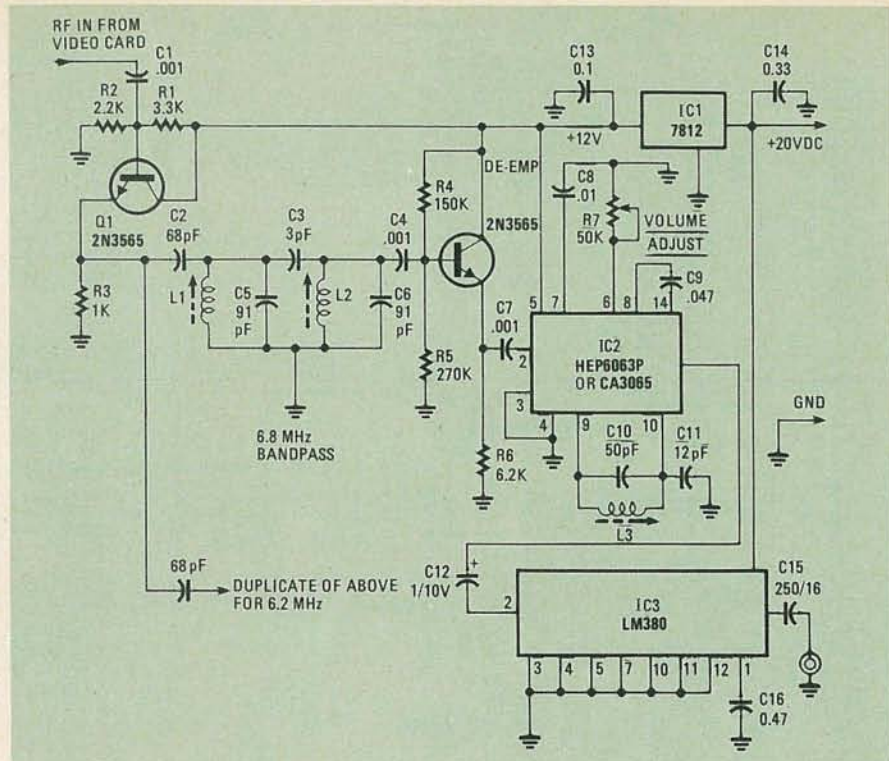 RF IN FROM
VIDEO CARD
C1
.001
R2
2.2K
R1
3.3K
Q1
2N3565
C2
68pF
R3
1K
L1
C5
91
pF
C3
3pF
L2
C6
91
pF
C4
.001
6.8 MHz
BANDPASS
R4
150K
2N3565
R5
270K
R6
6.2K
C7
.001
DE-EMP
C8
.01
C13
0.1
+12V
IC1
7812
C14
0.33
+20VDC
R7
50K
VOLUME
ADJUST
C9
.047
5
7
6
8
14
2
3
4
9
10
IC2
HEP6063P
OR CA3065
C10
50pF
C11
12pF
L3
GND
68pF
DUPLICATE OF ABOVE
FOR 6.2 MHz
C12
1/10V
+
2
IC3
LM380
C15
250/16
3
4
5
7
10
11
12
1
C16
0.47